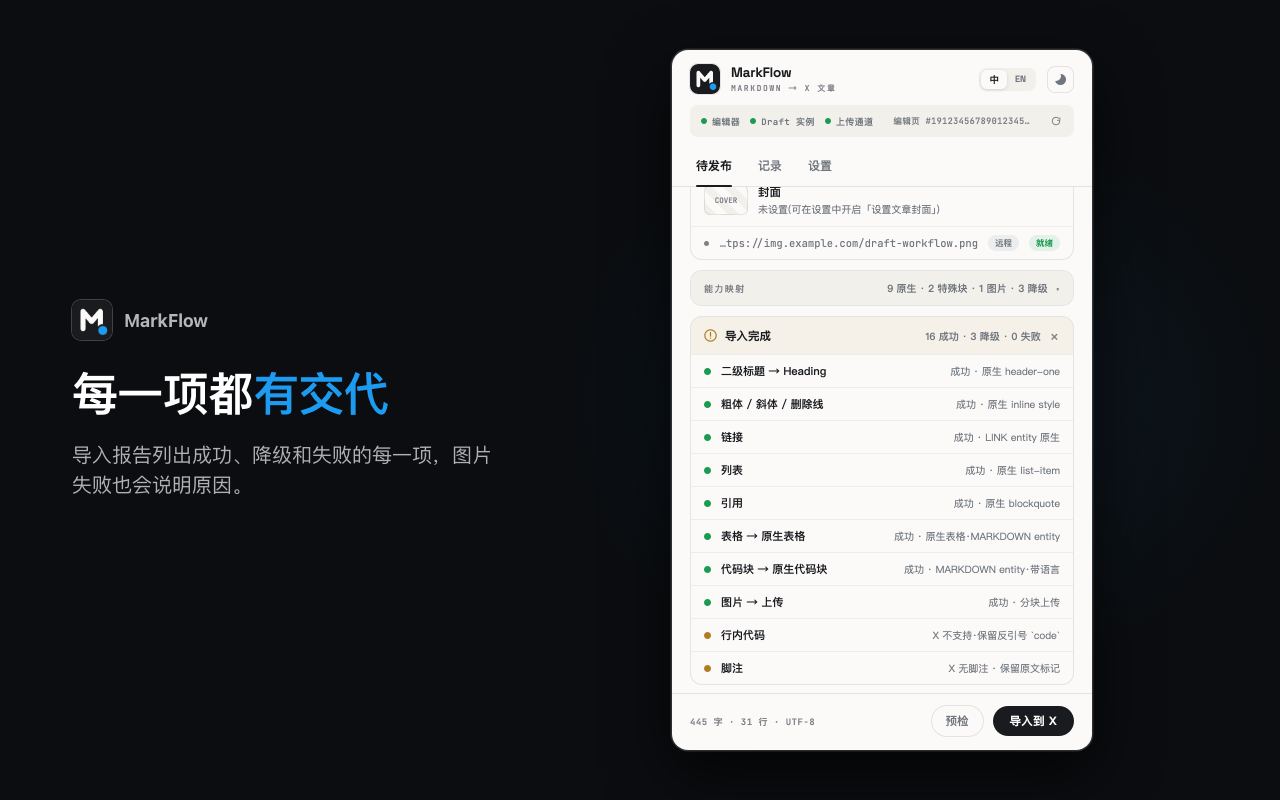 MarkFlow
每一项都有交代
导入报告列出成功、降级和失败的每一项，图片
失败也会说明原因。
MarkFlow
MARKDOWN → X 文章
中 EN
编辑器 Draft 实例 上传通道 编辑页 #19123456789012345…
待发布 记录 设置
封面
COVER
未设置(可在设置中开启「设置文章封面」)
…tps://img.example.com/draft-workflow.png 远程 就绪
能力映射 9 原生 · 2 特殊块 · 1 图片 · 3 降级
导入完成 16 成功 · 3 降级 · 0 失败 ×
二级标题 → Heading 成功 · 原生 header-one
粗体 / 斜体 / 删除线 成功 · 原生 inline style
链接 成功 · LINK entity 原生
列表 成功 · 原生 list-item
引用 成功 · 原生 blockquote
表格 → 原生表格 成功 · 原生表格·MARKDOWN entity
代码块 → 原生代码块 成功 · MARKDOWN entity·带语言
图片 → 上传 成功 · 分块上传
行内代码 X 不支持·保留反引号 `code`
脚注 X 无脚注 · 保留原文标记
445 字 · 31 行 · UTF-8 预检 导入到 X